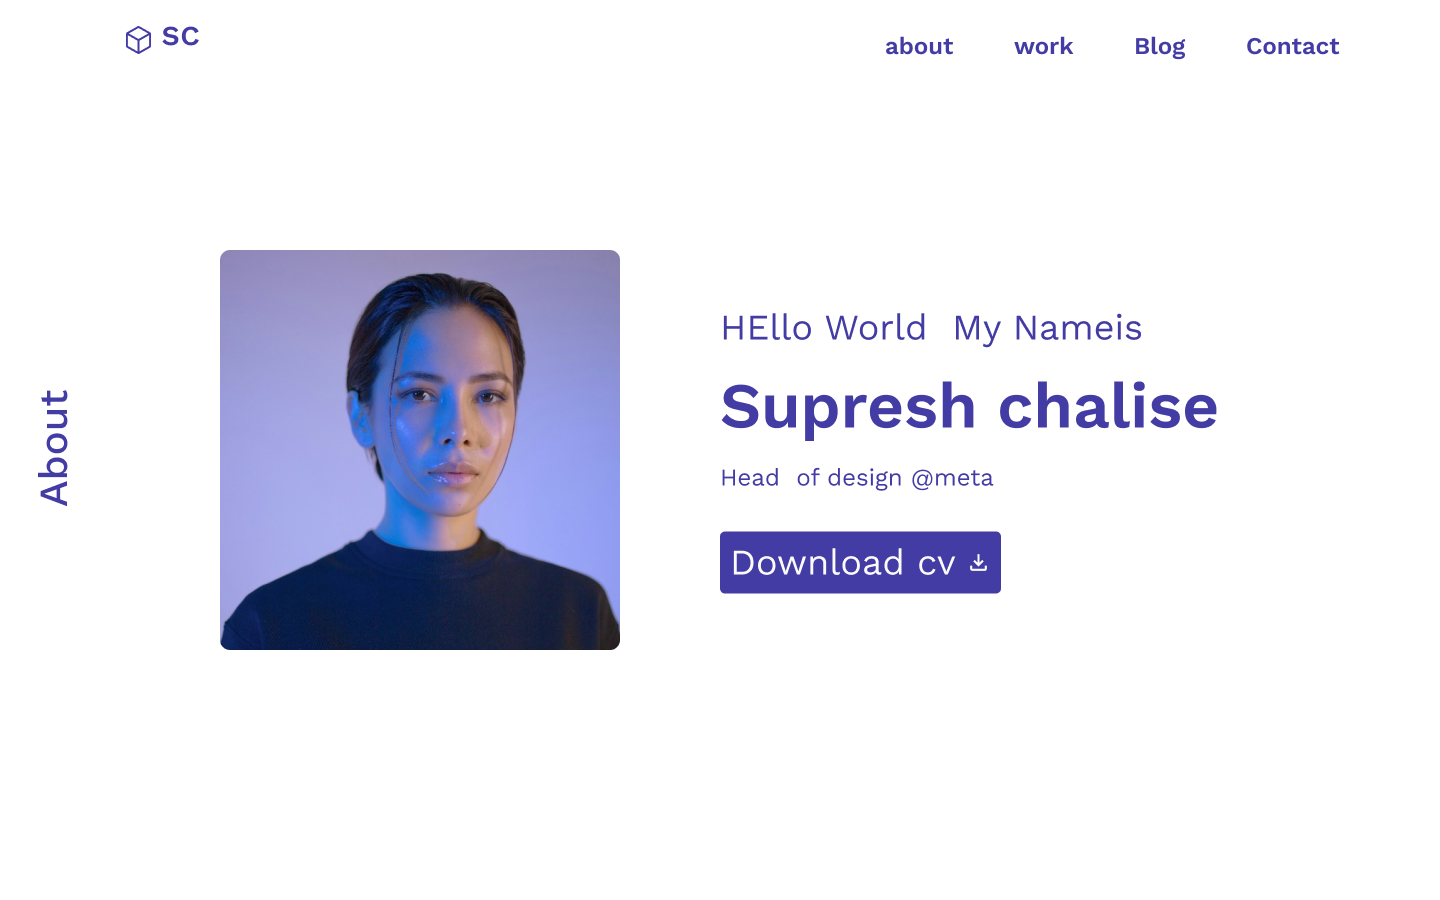 SC
about work Blog Contact
About
HEllo World  My Nameis
Supresh chalise
Head  of design @meta
Download cv